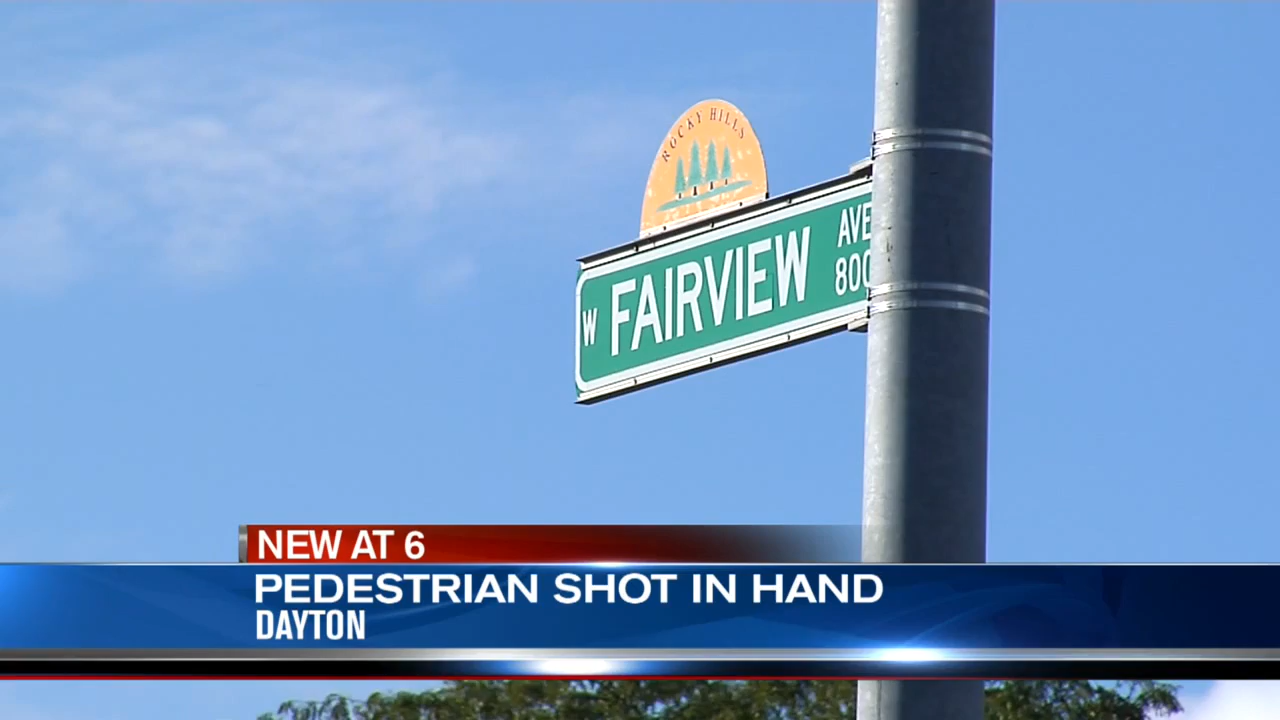 ROCKY HILLS
W FAIRVIEW AVE
800
NEW AT 6
PEDESTRIAN SHOT IN HAND
DAYTON